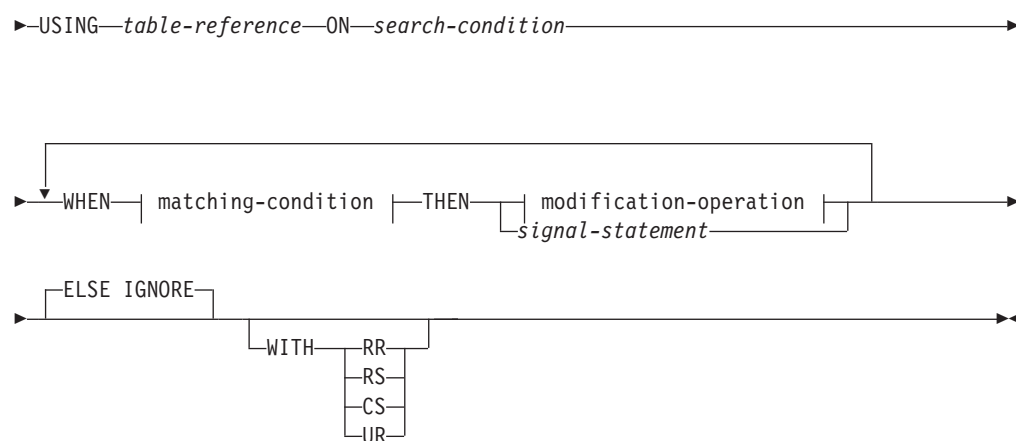 USING table-reference ON search-condition
WHEN matching-condition THEN modification-operation
signal-statement
ELSE IGNORE
WITH RR
RS
CS
UR